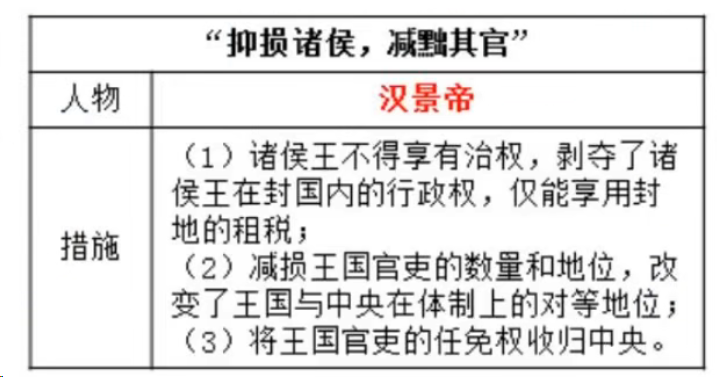 “抑损诸侯，减黜其官”
人物
汉景帝
措施
（1）诸侯王不得享有治权，剥夺了诸
侯王在封国内的行政权，仅能享用封
地的租税；
（2）减损王国官吏的数量和地位，改
变了王国与中央在体制上的对等地位；
（3）将王国官吏的任免权收归中央。